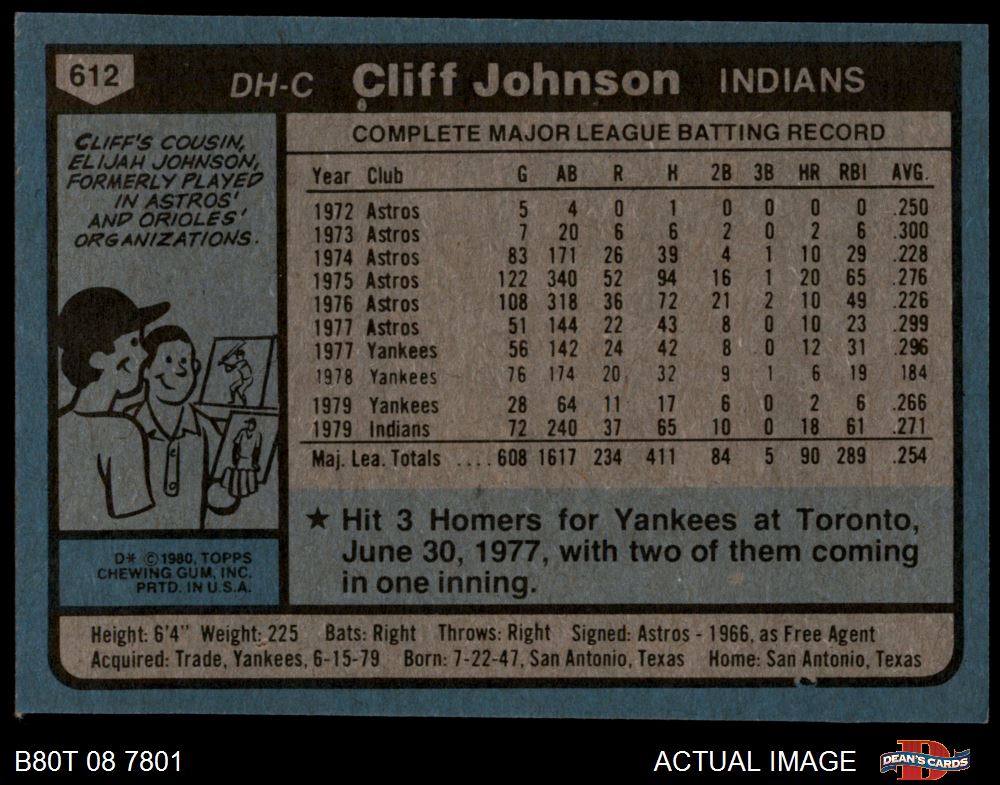 612 DH-C Cliff Johnson INDIANS
CLIFF'S COUSIN,
ELIJAH JOHNSON,
FORMERLY PLAYED
IN ASTROS'
AND ORIOLES'
ORGANIZATIONS.
D* © 1980, TOPPS
CHEWING GUM, INC.
PRTD. IN U.S.A.
COMPLETE MAJOR LEAGUE BATTING RECORD
Year Club G AB R H 2B 3B HR RBI AVG.
1972 Astros 5 4 0 1 0 0 0 0 .250
1973 Astros 7 20 6 6 2 0 2 6 .300
1974 Astros 83 171 26 39 4 1 10 29 .228
1975 Astros 122 340 52 94 16 1 20 65 .276
1976 Astros 108 318 36 72 21 2 10 49 .226
1977 Astros 51 144 22 43 8 0 10 23 .299
1977 Yankees 56 142 24 42 8 0 12 31 .296
1978 Yankees 76 174 20 32 9 1 6 19 .184
1979 Yankees 28 64 11 17 6 0 2 6 .266
1979 Indians 72 240 37 65 10 0 18 61 .271
Maj. Lea. Totals .... 608 1617 234 411 84 5 90 289 .254
★ Hit 3 Homers for Yankees at Toronto,
June 30, 1977, with two of them coming
in one inning.
Height: 6'4" Weight: 225 Bats: Right Throws: Right Signed: Astros - 1966, as Free Agent
Acquired: Trade, Yankees, 6-15-79 Born: 7-22-47, San Antonio, Texas Home: San Antonio, Texas
B80T 08 7801 ACTUAL IMAGE DEAN'S CARDS